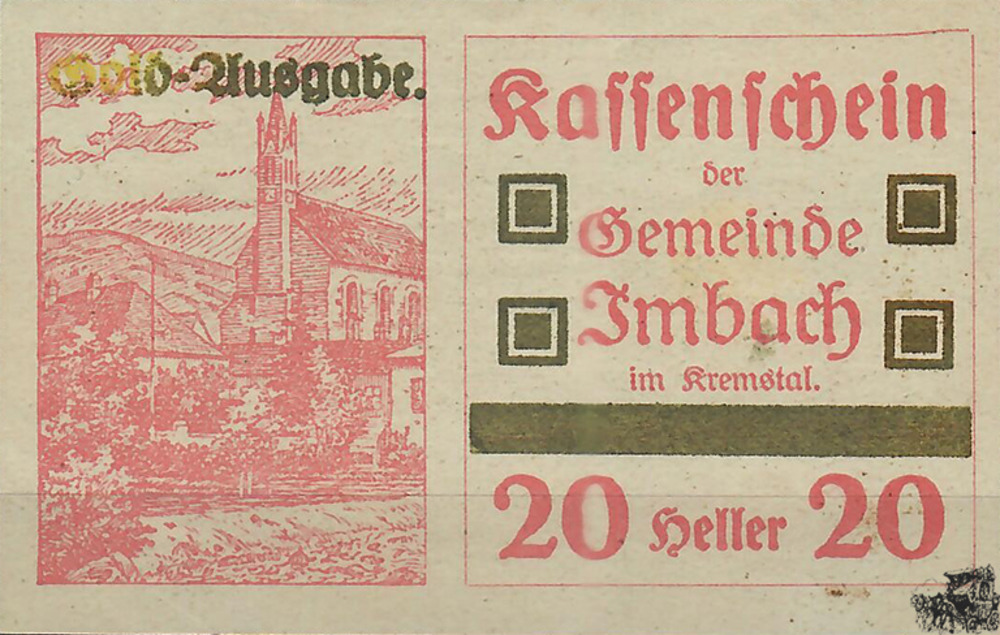 Gold-Ausgabe.
Kassenschein
der
Gemeinde
Imbach
im Kremstal.
20 Heller 20